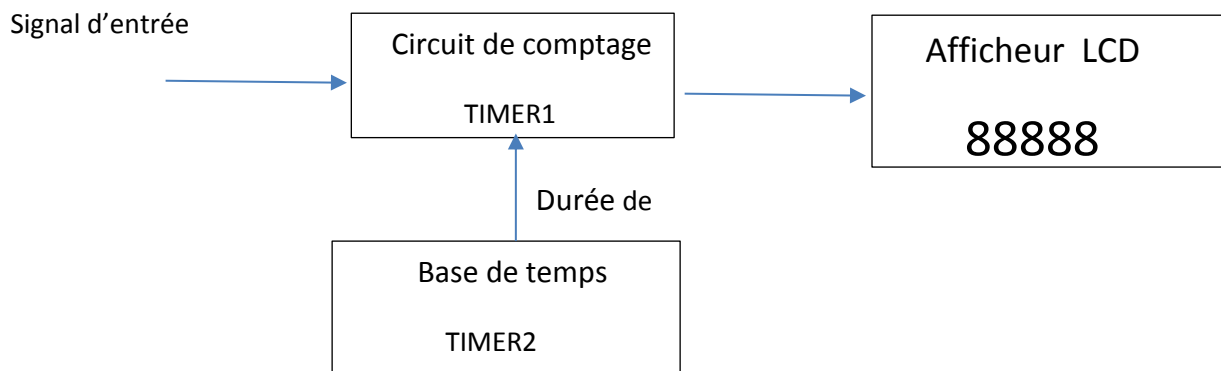 Signal d’entrée
Circuit de comptage
TIMER1
Afficheur LCD
88888
Durée de
Base de temps
TIMER2